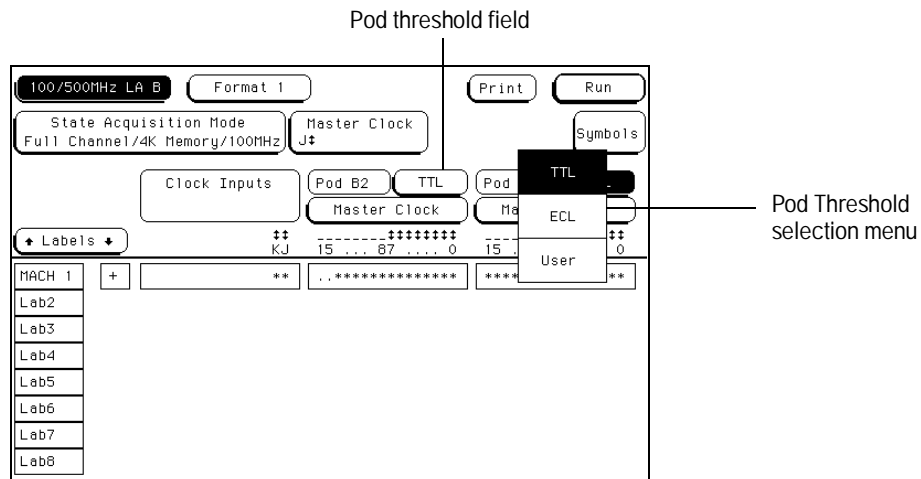 Pod threshold field
100/500MHz LA B Format 1 Print Run
State Acquisition Mode
Full Channel/4K Memory/100MHz
Master Clock
J↕
Symbols
Clock Inputs Pod B2 TTL Pod
Master Clock Ma
TTL
ECL
User
Pod Threshold
selection menu
↑ Labels ↓
↕↕
KJ
________↕↕↕↕↕↕↕↕
15 ... 87 .... 0
15 . ↕↕
0
MACH 1 + ** ..************** **** **
Lab2
Lab3
Lab4
Lab5
Lab6
Lab7
Lab8